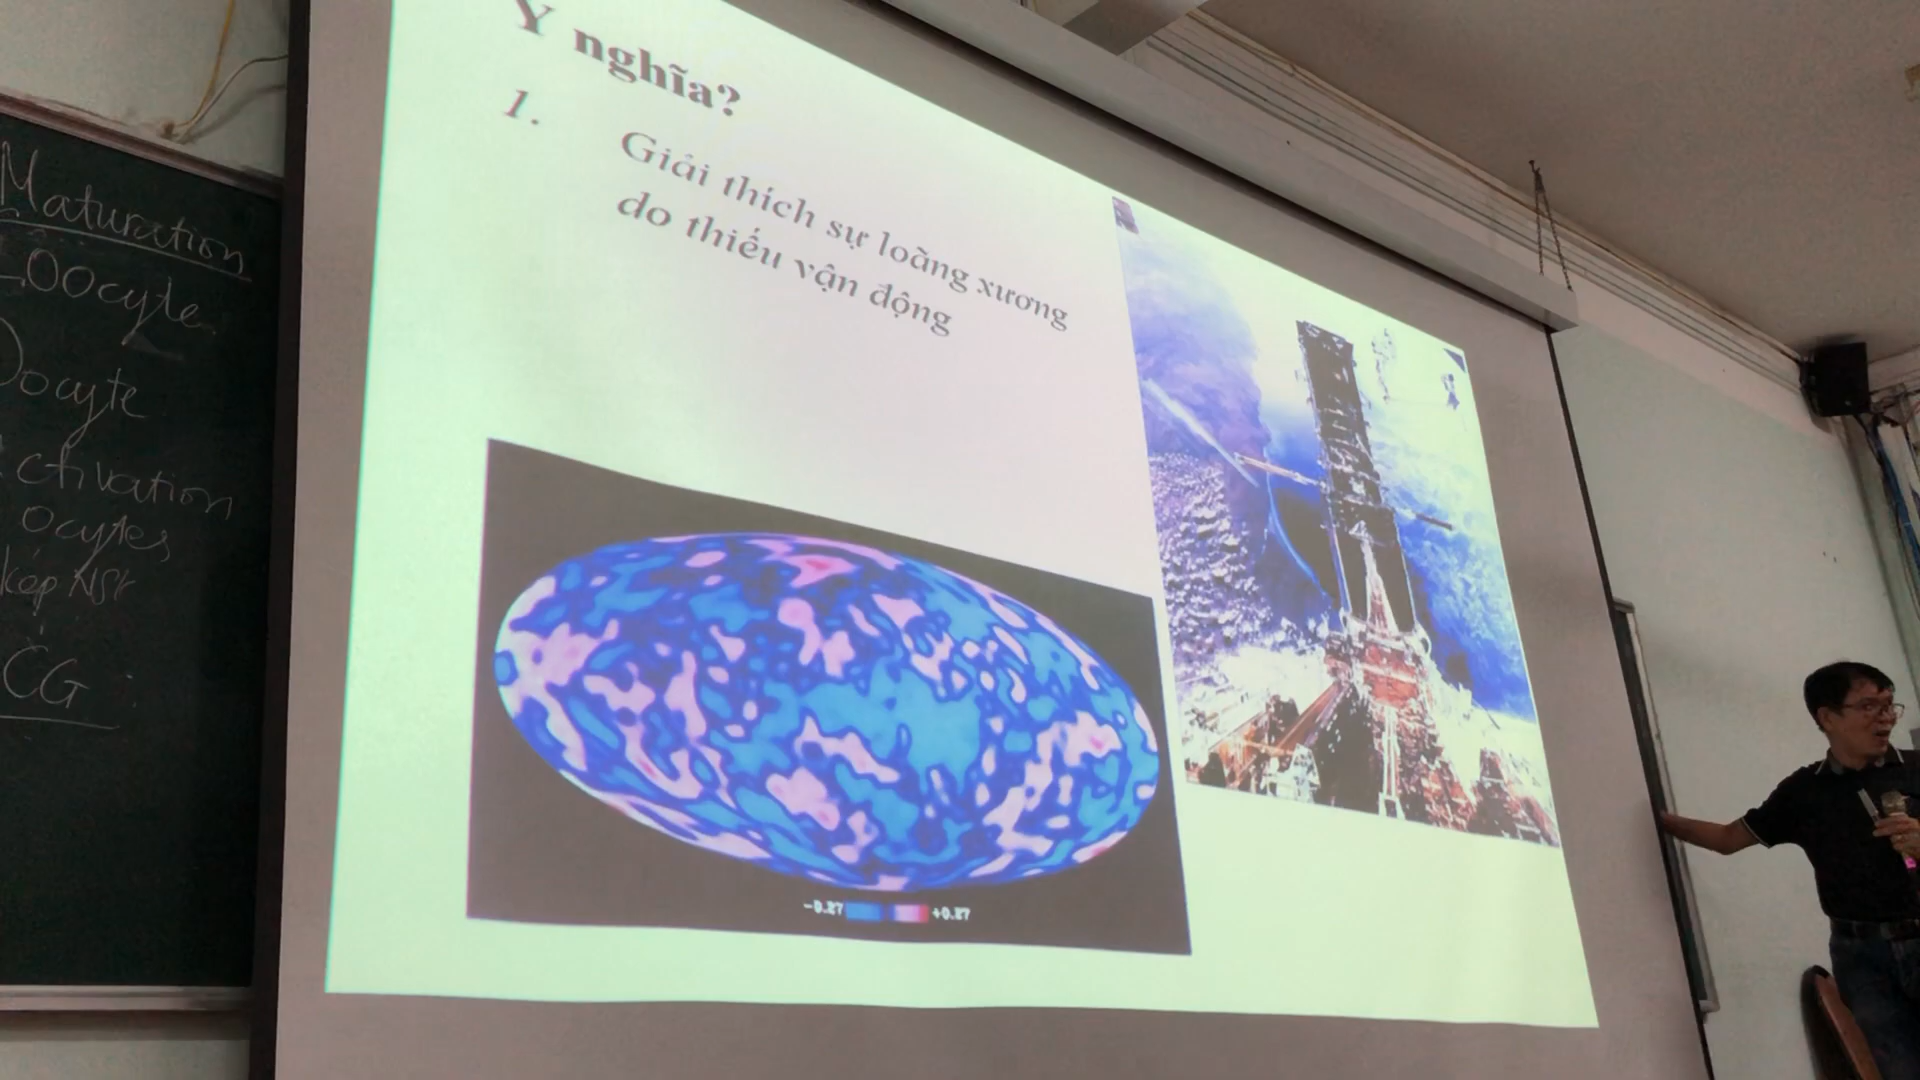 Ý nghĩa?
1. Giải thích sự loãng xương
do thiếu vận động
-0.27 +0.27
Maturation
Oocyte
Oocyte
ctivation
oocytes
kép NST
CG